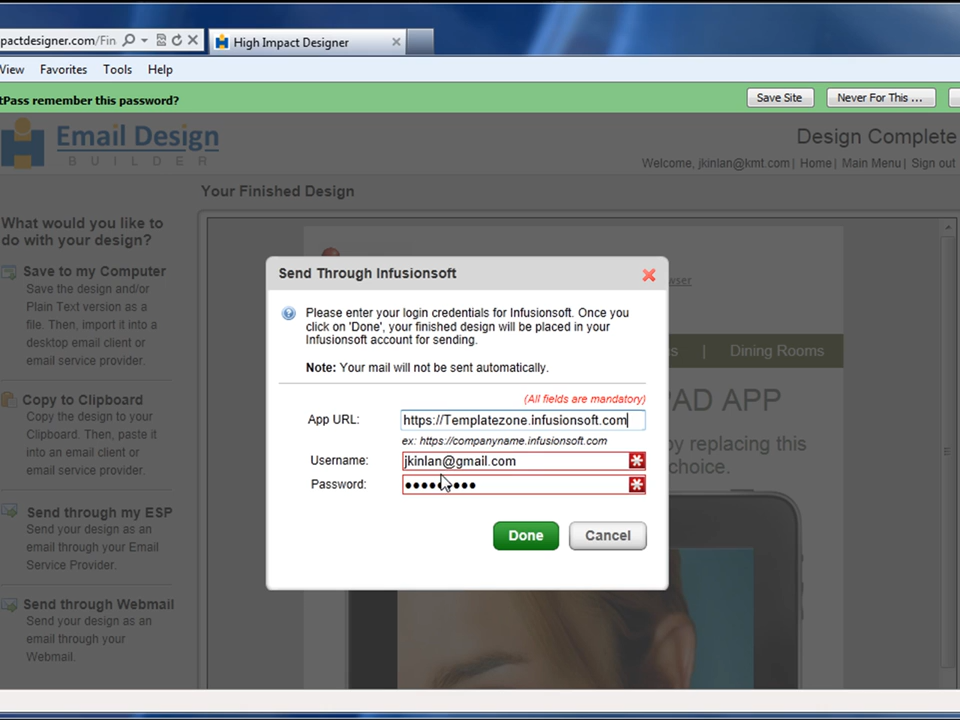 pactdesigner.com/Fin
High Impact Designer
View Favorites Tools Help
tPass remember this password?
Save Site
Never For This ...
Email Design
BUILDER
Design Complete
Welcome, jkinlan@kmt.com | Home | Main Menu | Sign out
Your Finished Design
What would you like to
do with your design?
Save to my Computer
Save the design and/or
Plain Text version as a
file. Then, import it into a
desktop email client or
email service provider.
Copy to Clipboard
Copy the design to your
Clipboard. Then, paste it
into an email client or
email service provider.
Send through my ESP
Send your design as an
email through your Email
Service Provider.
Send through Webmail
Send your design as an
email through your
Webmail.
Send Through Infusionsoft
Please enter your login credentials for Infusionsoft. Once you
click on 'Done', your finished design will be placed in your
Infusionsoft account for sending.
Note: Your mail will not be sent automatically.
(All fields are mandatory)
App URL: https://Templatezone.infusionsoft.com
ex: https://companyname.infusionsoft.com
Username: jkinlan@gmail.com
Password: •••••••••
Done
Cancel
wser
s | Dining Rooms
PAD APP
by replacing this
choice.